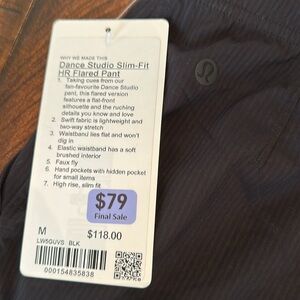 WHY WE MADE THIS
Dance Studio Slim-Fit
HR Flared Pant
1. Taking cues from our
fan-favourite Dance Studio
pant, this flared version
features a flat-front
silhouette and the ruching
details you know and love
2. Swift fabric is lightweight and
two-way stretch
3. Waistband lies flat and won't
dig in
4. Elastic waistband has a soft
brushed interior
5. Faux fly
6. Hand pockets with hidden pocket
for small items
7. High rise, slim fit
$79
Final Sale
M
$118.00
LW5GUVS BLK
000154835838